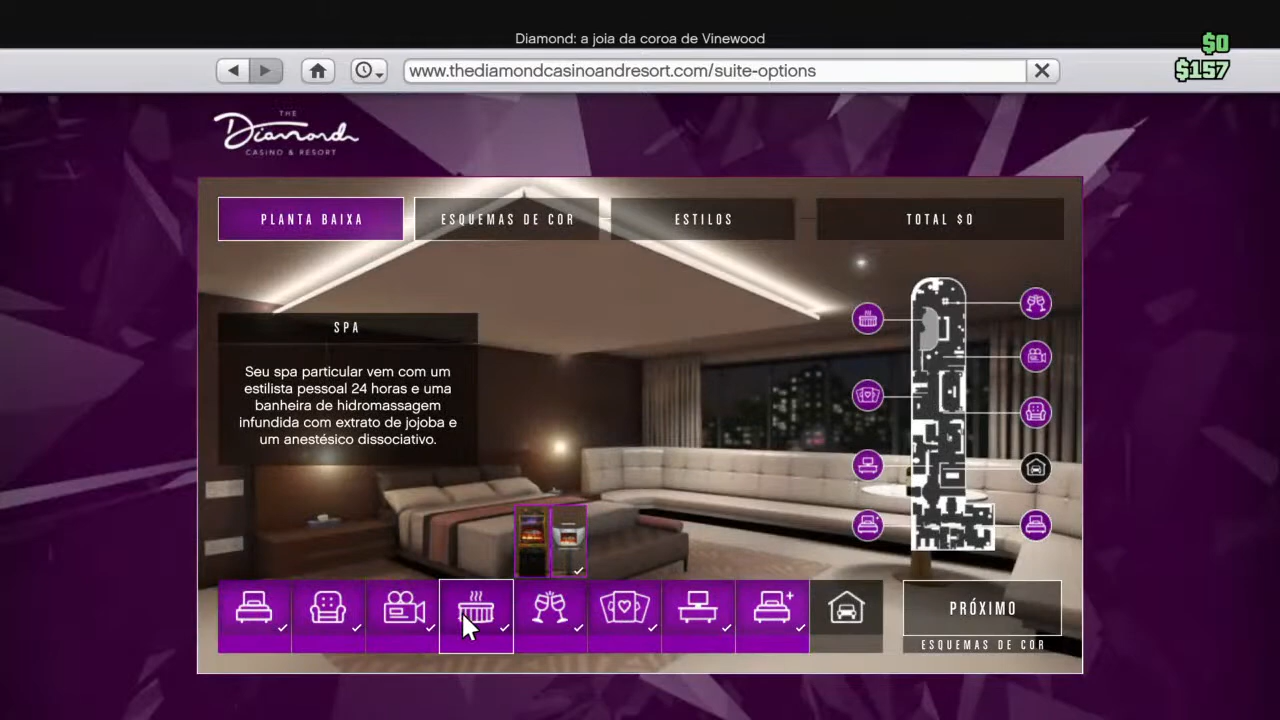 Diamond: a joia da coroa de Vinewood
$0
$157
www.thediamondcasinoandresort.com/suite-options
THE
Diamond
CASINO & RESORT
PLANTA BAIXA
ESQUEMAS DE COR
ESTILOS
TOTAL $0
SPA
Seu spa particular vem com um
estilista pessoal 24 horas e uma
banheira de hidromassagem
infundida com extrato de jojoba e
um anestésico dissociativo.
PRÓXIMO
ESQUEMAS DE COR